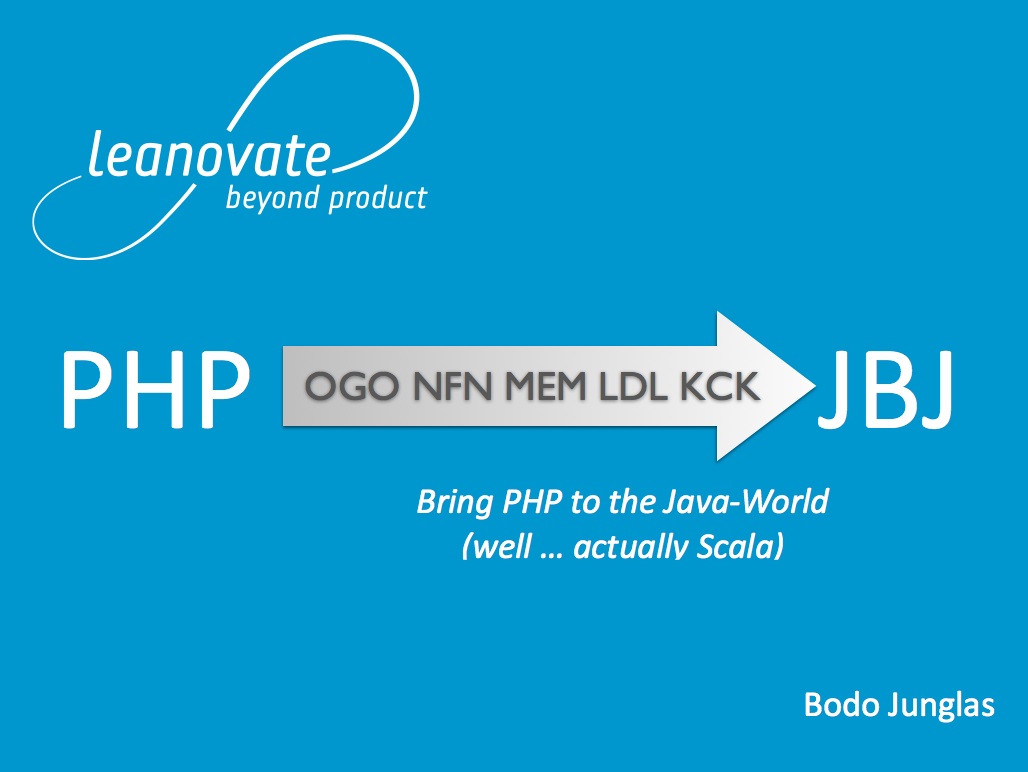 leanovate
beyond product
PHP OGO NFN MEM LDL KCK JBJ
Bring PHP to the Java-World
(well ... actually Scala)
Bodo Junglas